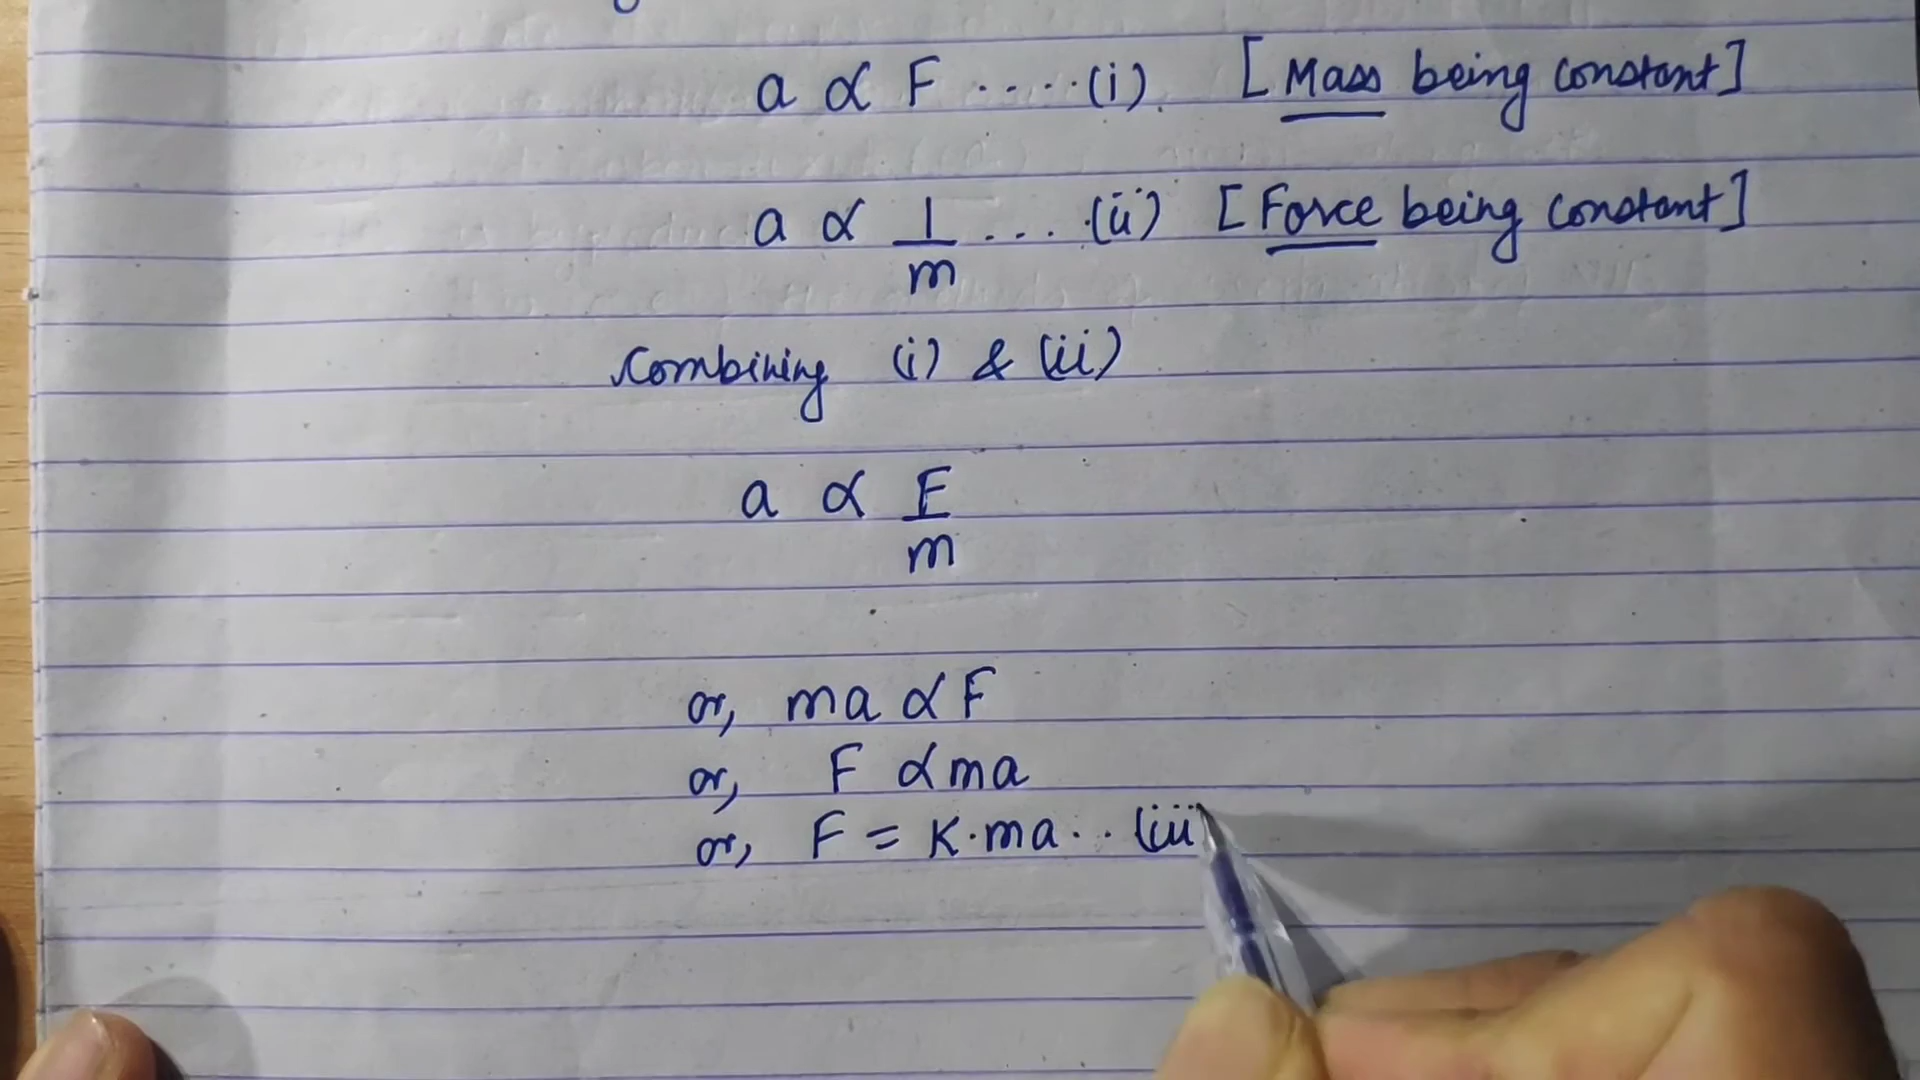 a ∝ F ....(i). [Mass being constant]
a ∝ 1/m ... .(ii) [Force being constant]
Combining (i) & (ii)
a ∝ F/m
or, ma ∝ F
or, F ∝ ma
or, F = K.ma... (iii